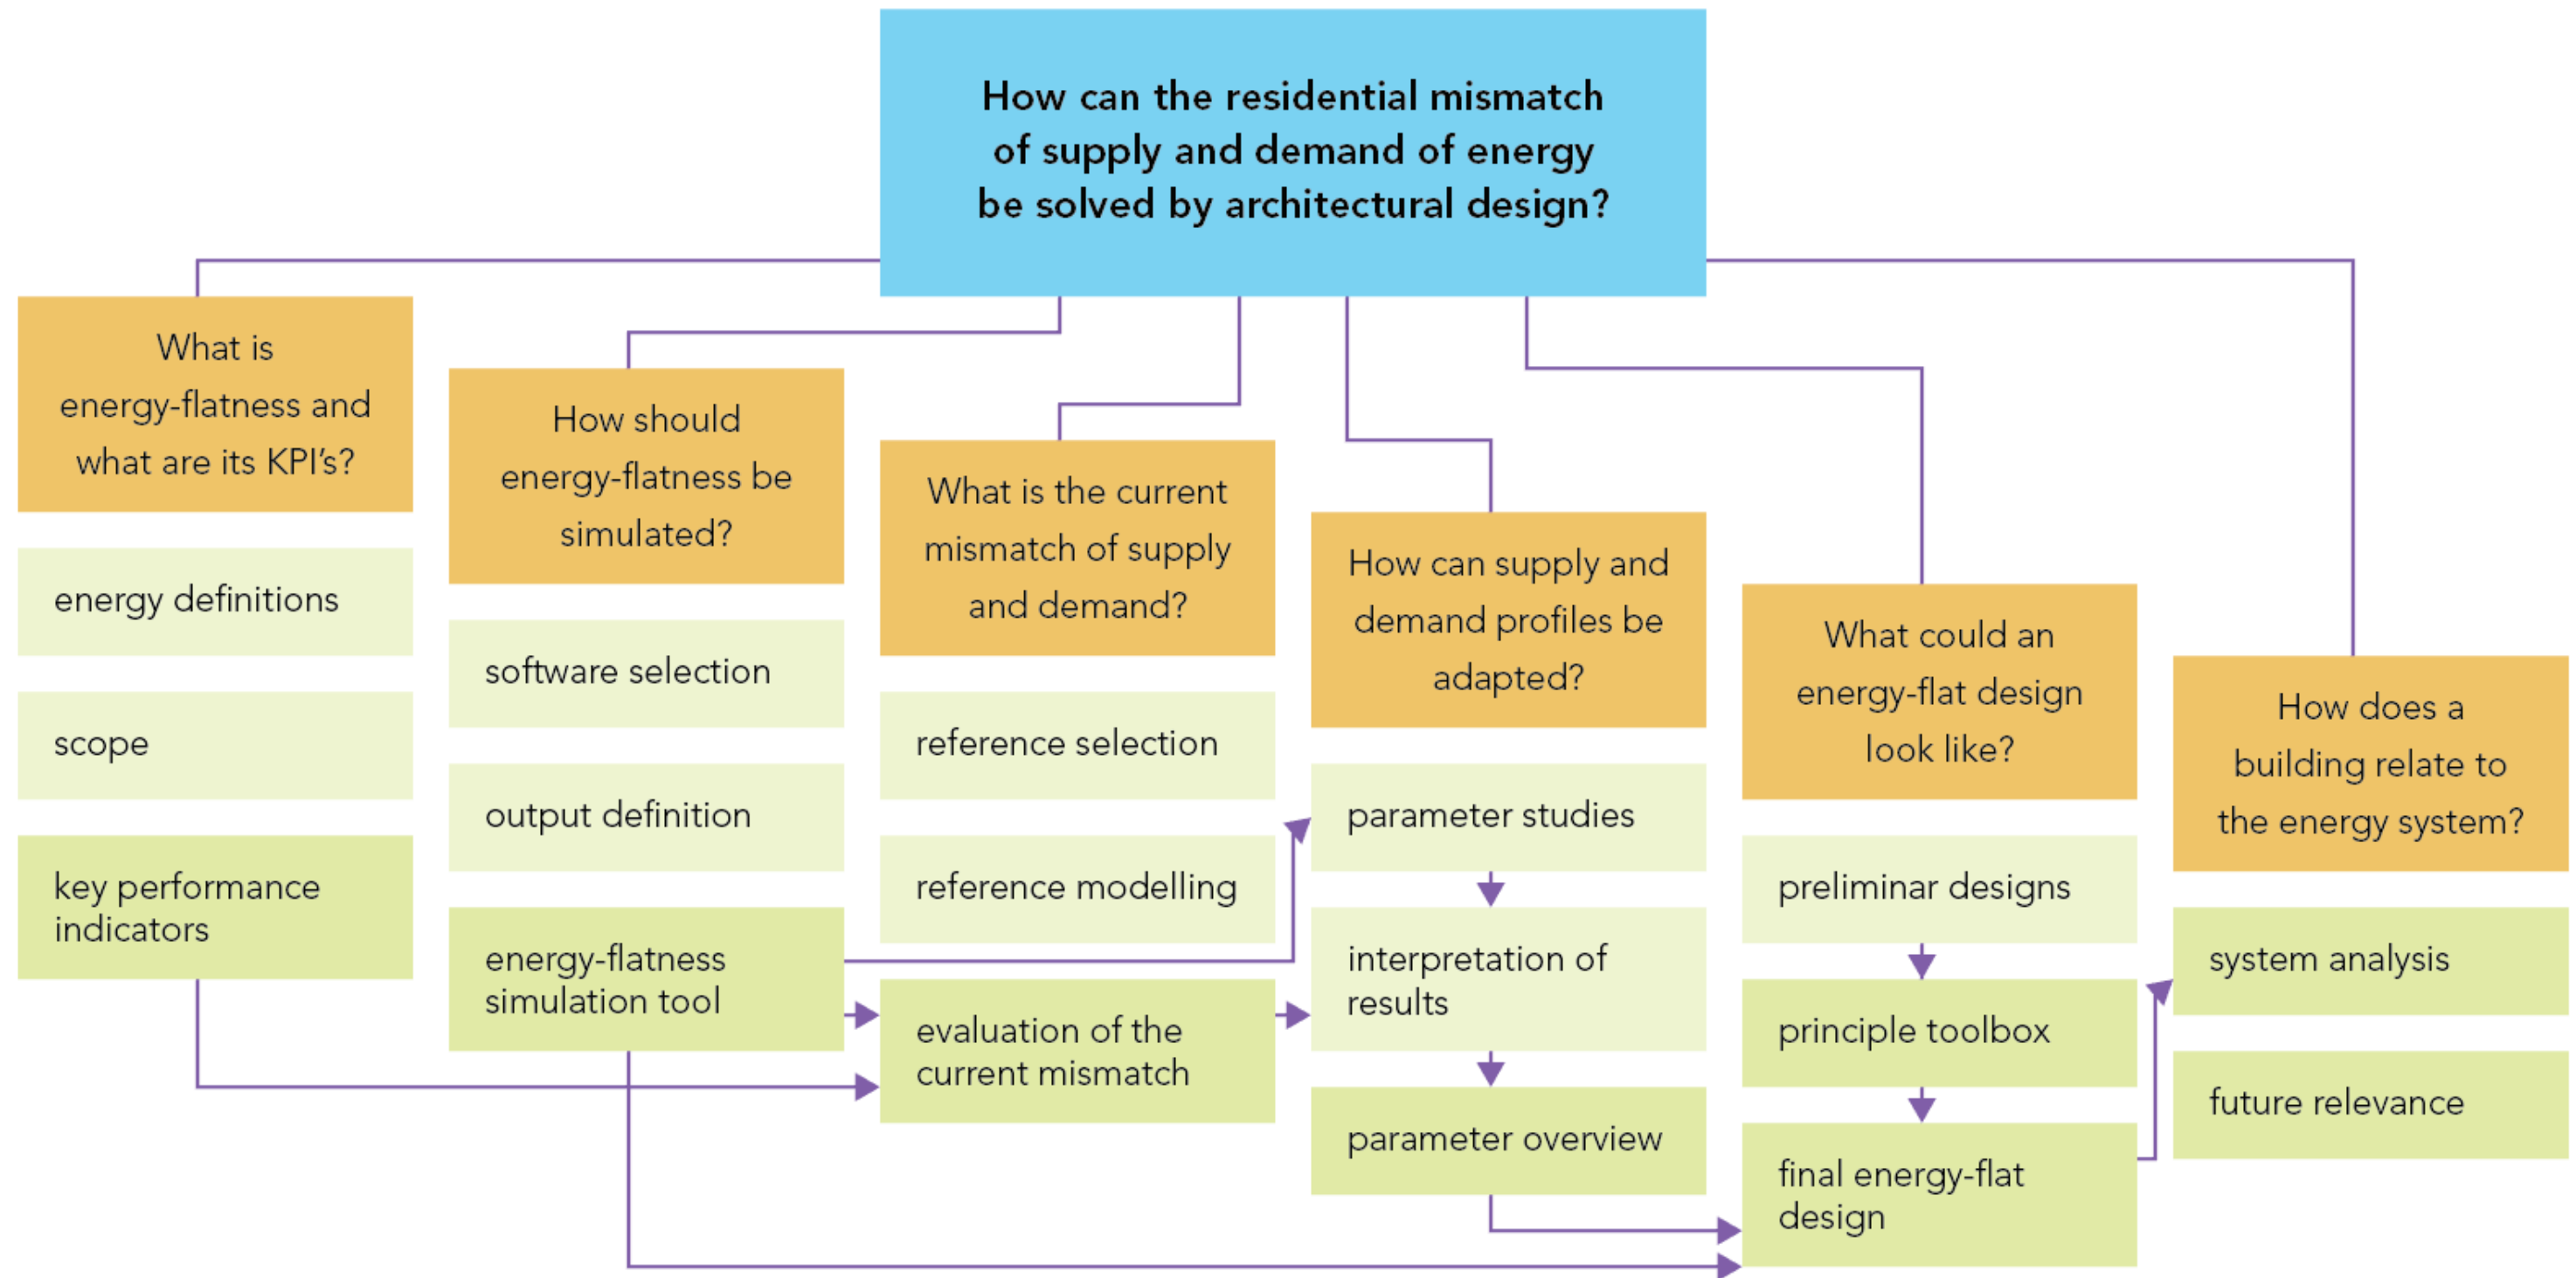 How can the residential mismatch
of supply and demand of energy
be solved by architectural design?
What is
energy-flatness and
what are its KPI's?
energy definitions
scope
key performance
indicators
How should
energy-flatness be
simulated?
software selection
output definition
energy-flatness
simulation tool
What is the current
mismatch of supply
and demand?
reference selection
reference modelling
evaluation of the
current mismatch
How can supply and
demand profiles be
adapted?
parameter studies
interpretation of
results
parameter overview
What could an
energy-flat design
look like?
preliminar designs
principle toolbox
final energy-flat
design
How does a
building relate to
the energy system?
system analysis
future relevance